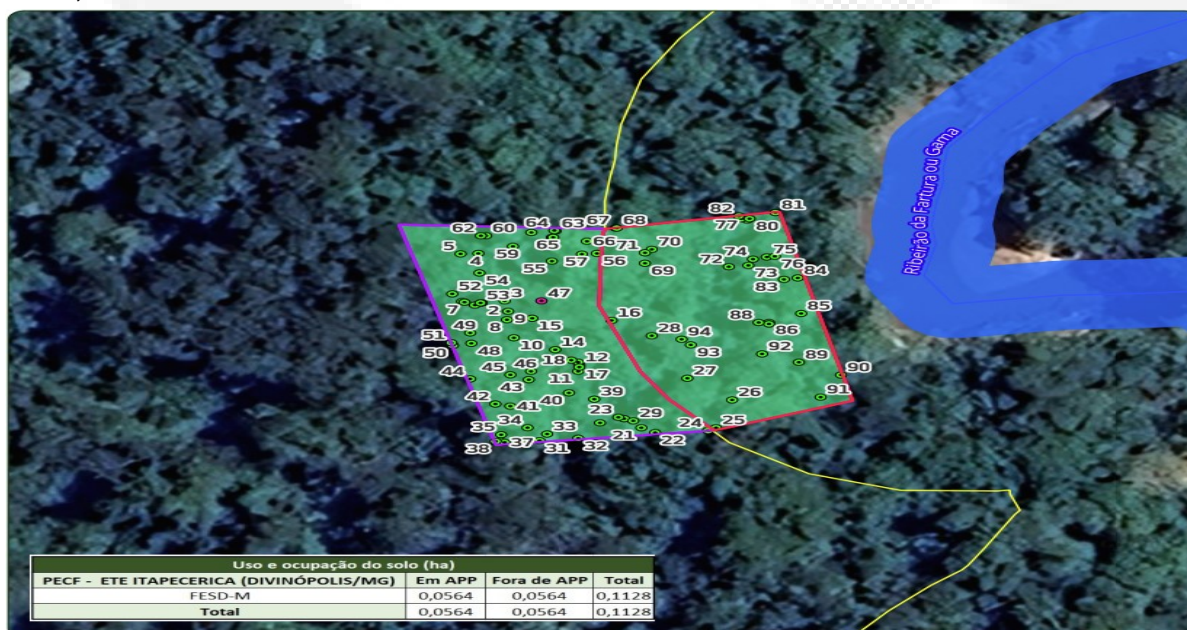 Ribeirão da Fartura ou Gama
81
82
62 60 64 63 67 68
77 80
5 65 66 71 70 74 75
4 59 57 56 72 76
55 69 73 84
54 83
52 53 3 47
7 2 9 16 85
8 15 88 86
51 49 10 28 94
50 48 14 93 92
45 46 18 12 89
44 43 11 17 27 90
42 41 40 39 26 91
34 23 29 24 25
35 33 21 22
38 37 31 32
Uso e ocupação do solo (ha)
PECF - ETE ITAPECERICA (DIVINÓPOLIS/MG) Em APP Fora de APP Total
FESD-M 0,0564 0,0564 0,1128
Total 0,0564 0,0564 0,1128